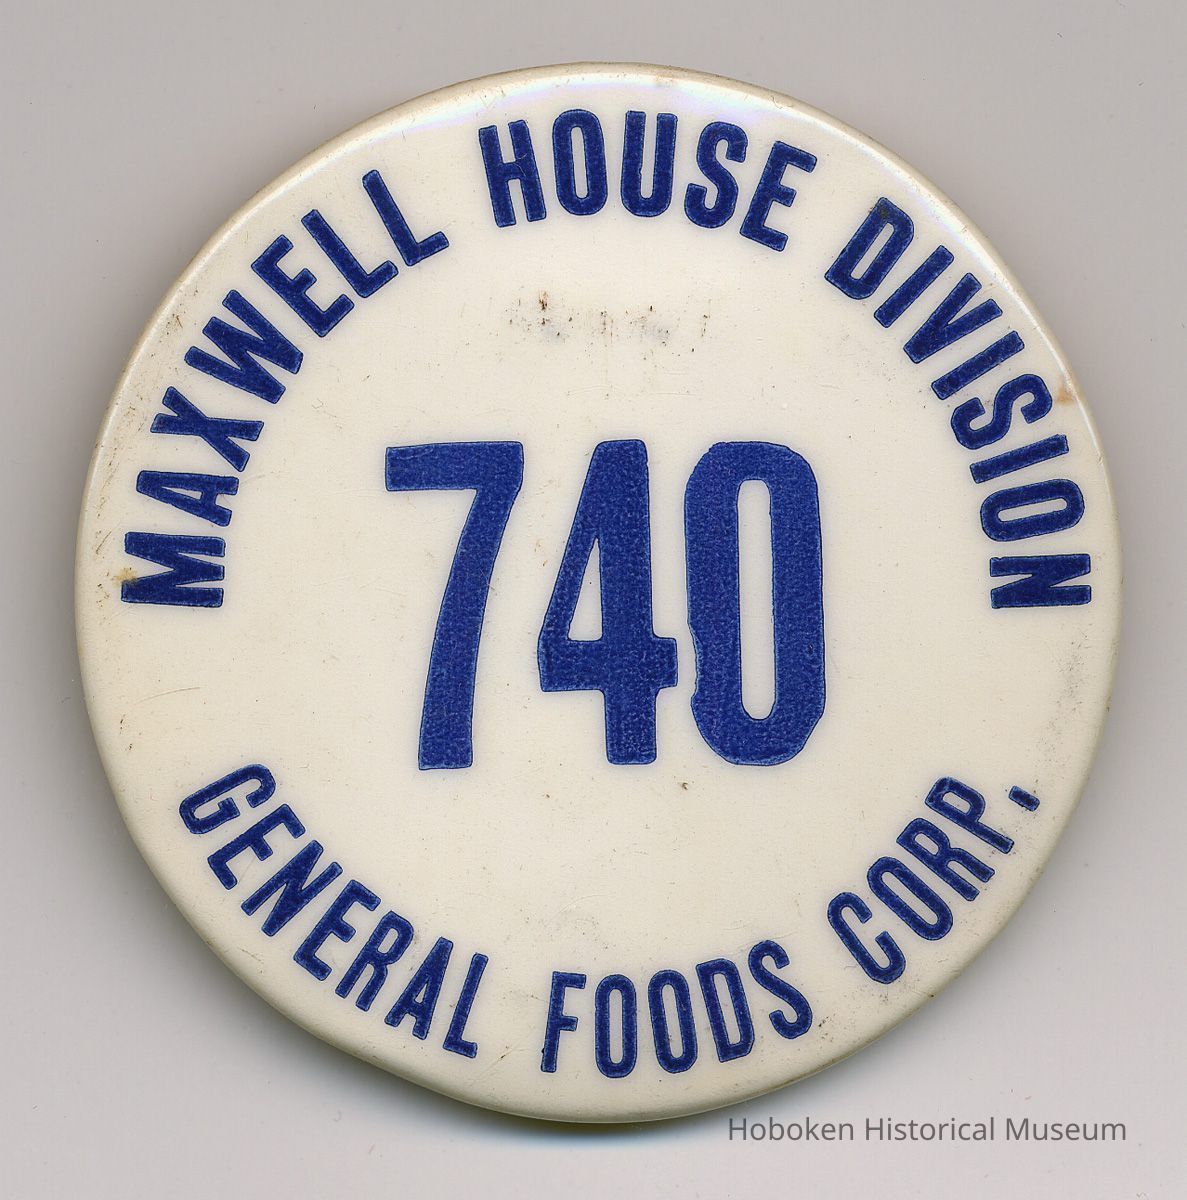 MAXWELL HOUSE DIVISION
740
GENERAL FOODS CORP.
Hoboken Historical Museum